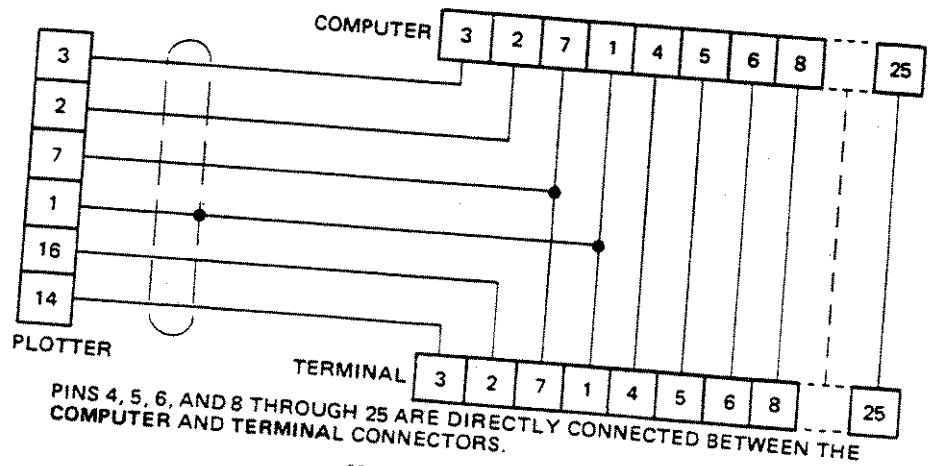 COMPUTER 3 2 7 1 4 5 6 8 25
3
2
7
1
16
14
PLOTTER
TERMINAL 3 2 7 1 4 5 6 8 25
PINS 4, 5, 6, AND 8 THROUGH 25 ARE DIRECTLY CONNECTED BETWEEN THE
COMPUTER AND TERMINAL CONNECTORS.